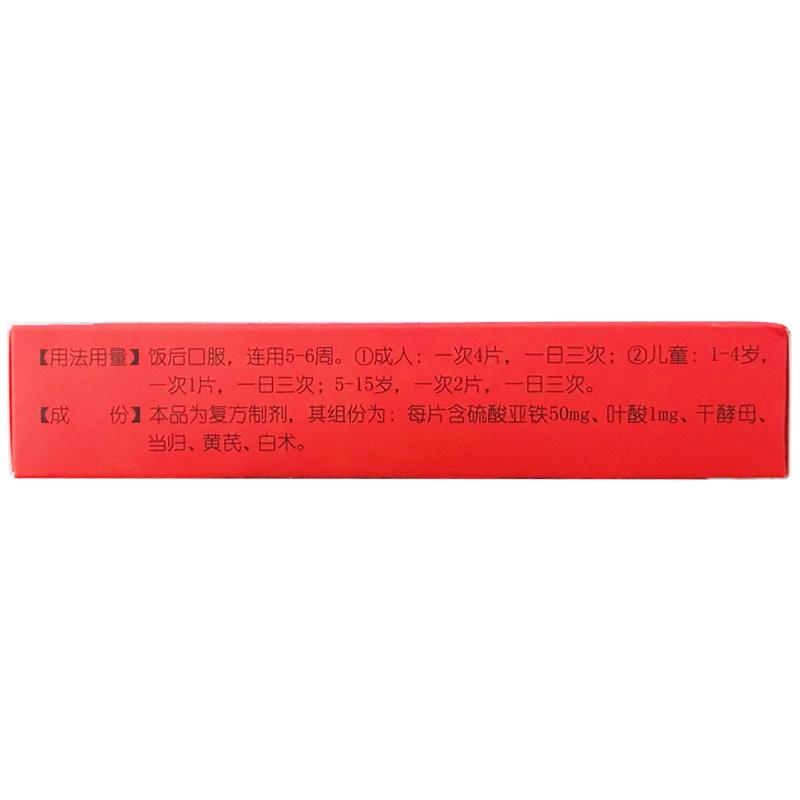 【用法用量】饭后口服，连用5-6周。①成人：一次4片，一日三次；②儿童：1-4岁，
一次1片，一日三次；5-15岁，一次2片，一日三次。
【成　　份】本品为复方制剂，其组份为：每片含硫酸亚铁50mg、叶酸1mg、干酵母、
当归、黄芪、白术。